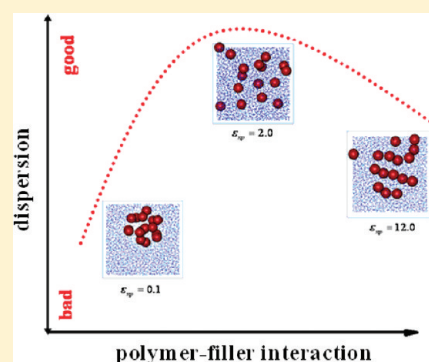 good
dispersion
bad
εnp = 2.0
εnp = 12.0
εnp = 0.1
polymer-filler interaction